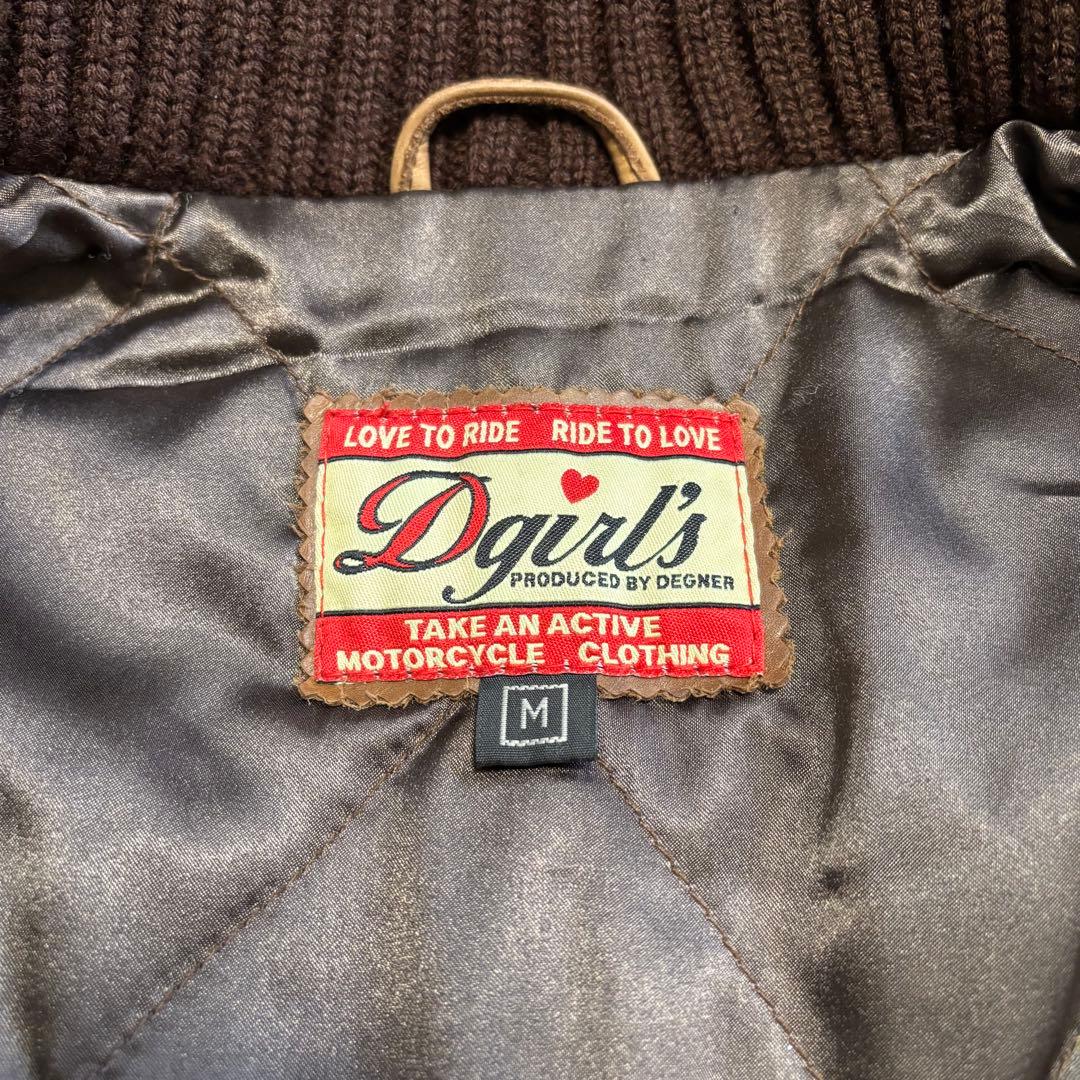 LOVE TO RIDE RIDE TO LOVE
Dgirl's
PRODUCED BY DEGNER
TAKE AN ACTIVE
MOTORCYCLE CLOTHING
M